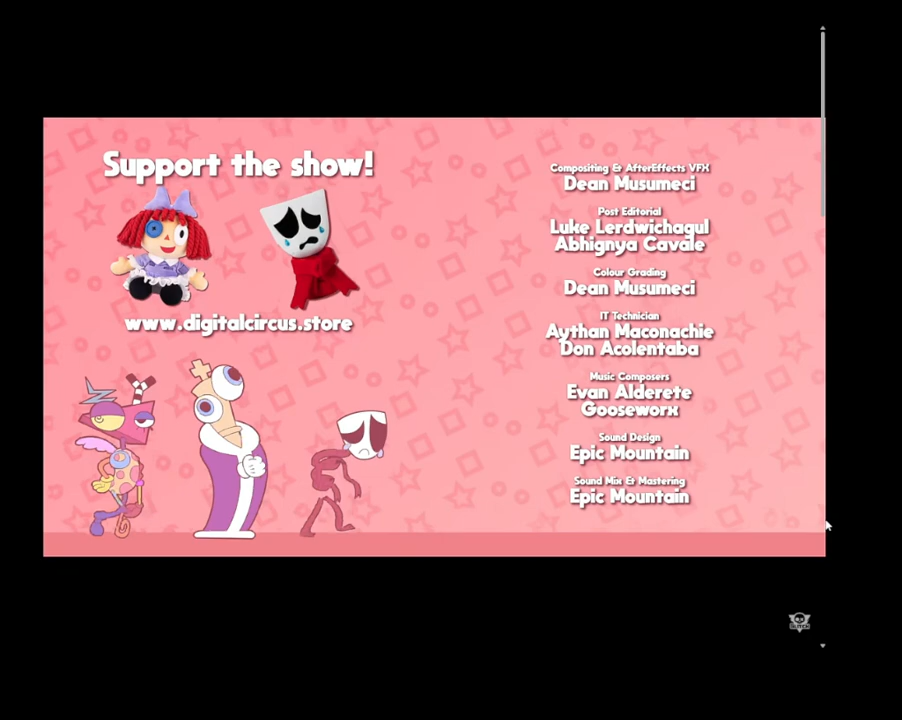 Support the show!
www.digitalcircus.store
Compositing & AfterEffects VFX
Dean Musumeci
Post Editorial
Luke Lerdwichagul
Abhignya Cavale
Colour Grading
Dean Musumeci
IT Technician
Aythan Maconachie
Don Acolentaba
Music Composers
Evan Alderete
Gooseworx
Sound Design
Epic Mountain
Sound Mix & Mastering
Epic Mountain